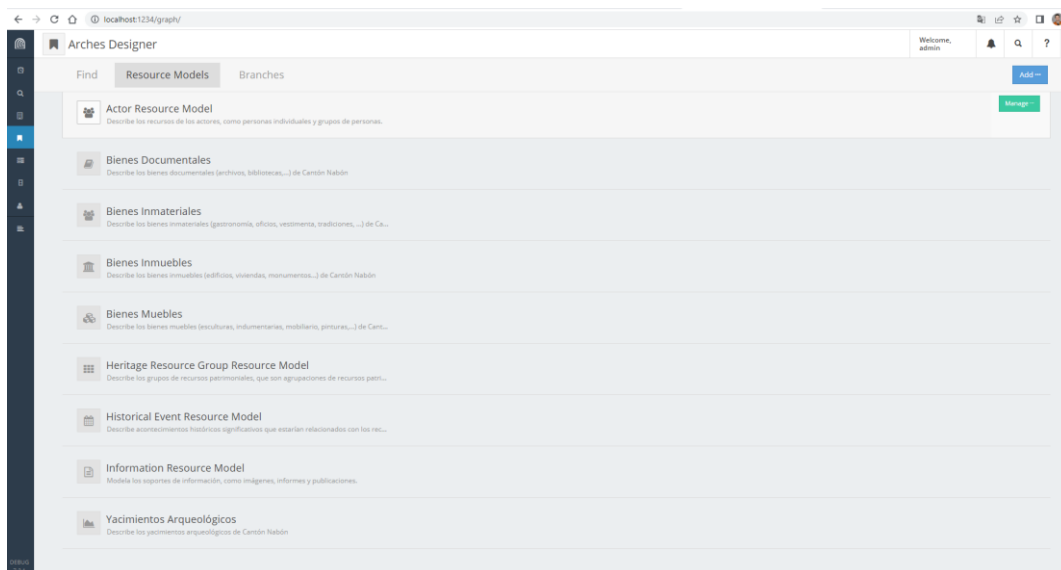 localhost:1234/graph/
Arches Designer
Welcome,
admin
?
Find Resource Models Branches
Add
Actor Resource Model
Manage
Describe los recursos de los actores, como personas individuales y grupos de personas.
Bienes Documentales
Describe los bienes documentales (archivos, bibliotecas,...) de Cantón Nabón
Bienes Inmateriales
Describe los bienes inmateriales (gastronomía, oficios, vestimenta, tradiciones, ...) de Ca...
Bienes Inmuebles
Describe los bienes inmuebles (edificios, viviendas, monumentos...) de Cantón Nabón
Bienes Muebles
Describe los bienes muebles (esculturas, indumentarias, mobiliario, pinturas,...) de Cant...
Heritage Resource Group Resource Model
Describe los grupos de recursos patrimoniales, que son agrupaciones de recursos patri...
Historical Event Resource Model
Describe acontecimientos históricos significativos que estarían relacionados con los rec...
Information Resource Model
Modela los soportes de información, como imágenes, informes y publicaciones.
Yacimientos Arqueológicos
Describe los yacimientos arqueológicos de Cantón Nabón
DEBUG